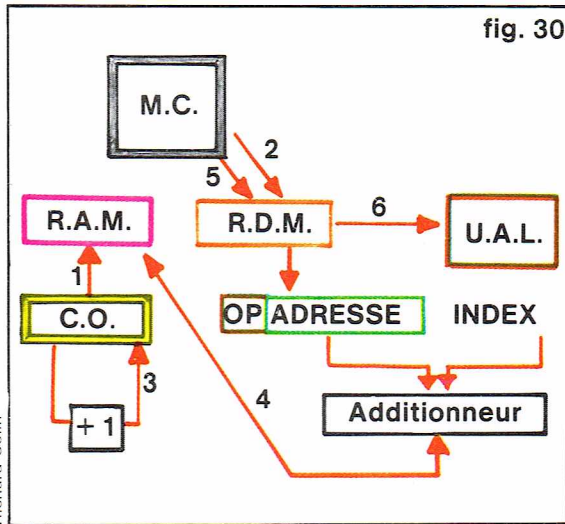 fig. 30
M.C.
2
5
R.A.M.
R.D.M.
6
U.A.L.
1
C.O.
OP ADRESSE
INDEX
3
+ 1
4
Additionneur